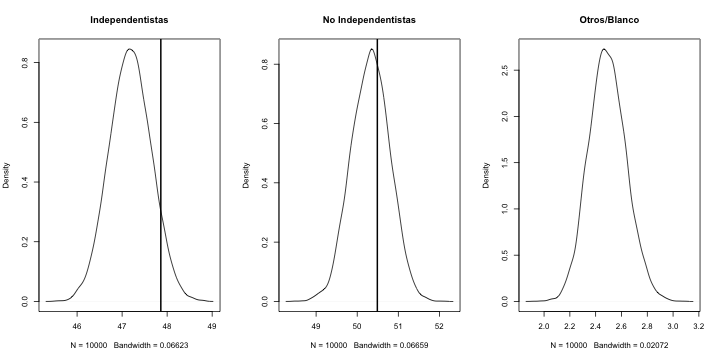 Independentistas
Density
0.0 0.2 0.4 0.6 0.8
46 47 48 49
N = 10000 Bandwidth = 0.06623
No Independentistas
0.0 0.2 0.4 0.6 0.8
49 50 51 52
N = 10000 Bandwidth = 0.06659
Otros/Blanco
Density
0.0 0.5 1.0 1.5 2.0 2.5
2.0 2.2 2.4 2.6 2.8 3.0 3.2
N = 10000 Bandwidth = 0.02072
Density